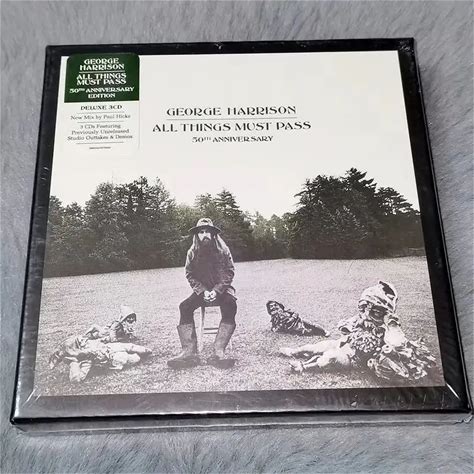 GEORGE
HARRISON
ALL THINGS
MUST PASS
50TH ANNIVERSARY
EDITION
DELUXE 3CD
New Mix by Paul Hicks
3 CDs Featuring
Previously Unreleased
Studio Outtakes & Demos
GEORGE HARRISON
ALL THINGS MUST PASS
50TH ANNIVERSARY